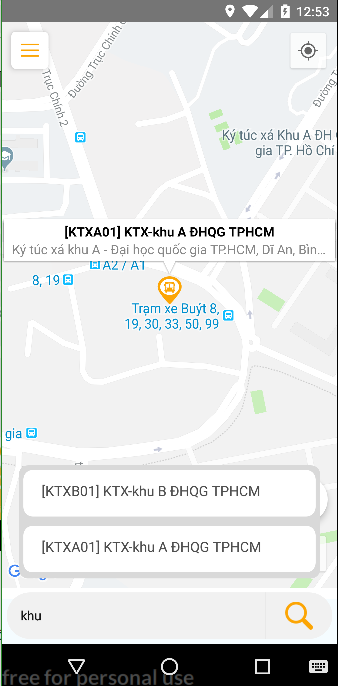 12:53
Đường Trục Chính 2
Trục Chính 2
Đường Trục
Ký túc xá Khu A ĐH
gia TP. Hồ Chí
[KTXA01] KTX-khu A ĐHQG TPHCM
Ký túc xá khu A - Đại học quốc gia TP.HCM, Dĩ An, Bìn...
A2 / A1
8, 19
Trạm xe Buýt 8,
19, 30, 33, 50, 99
gia
[KTXB01] KTX-khu B ĐHQG TPHCM
[KTXA01] KTX-khu A ĐHQG TPHCM
khu
free for personal use